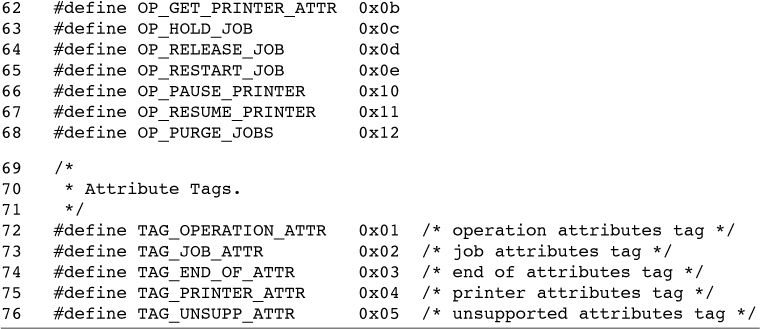 62 #define OP_GET_PRINTER_ATTR 0x0b
63 #define OP_HOLD_JOB 0x0c
64 #define OP_RELEASE_JOB 0x0d
65 #define OP_RESTART_JOB 0x0e
66 #define OP_PAUSE_PRINTER 0x10
67 #define OP_RESUME_PRINTER 0x11
68 #define OP_PURGE_JOBS 0x12
69 /*
70 * Attribute Tags.
71 */
72 #define TAG_OPERATION_ATTR 0x01 /* operation attributes tag */
73 #define TAG_JOB_ATTR 0x02 /* job attributes tag */
74 #define TAG_END_OF_ATTR 0x03 /* end of attributes tag */
75 #define TAG_PRINTER_ATTR 0x04 /* printer attributes tag */
76 #define TAG_UNSUPP_ATTR 0x05 /* unsupported attributes tag */